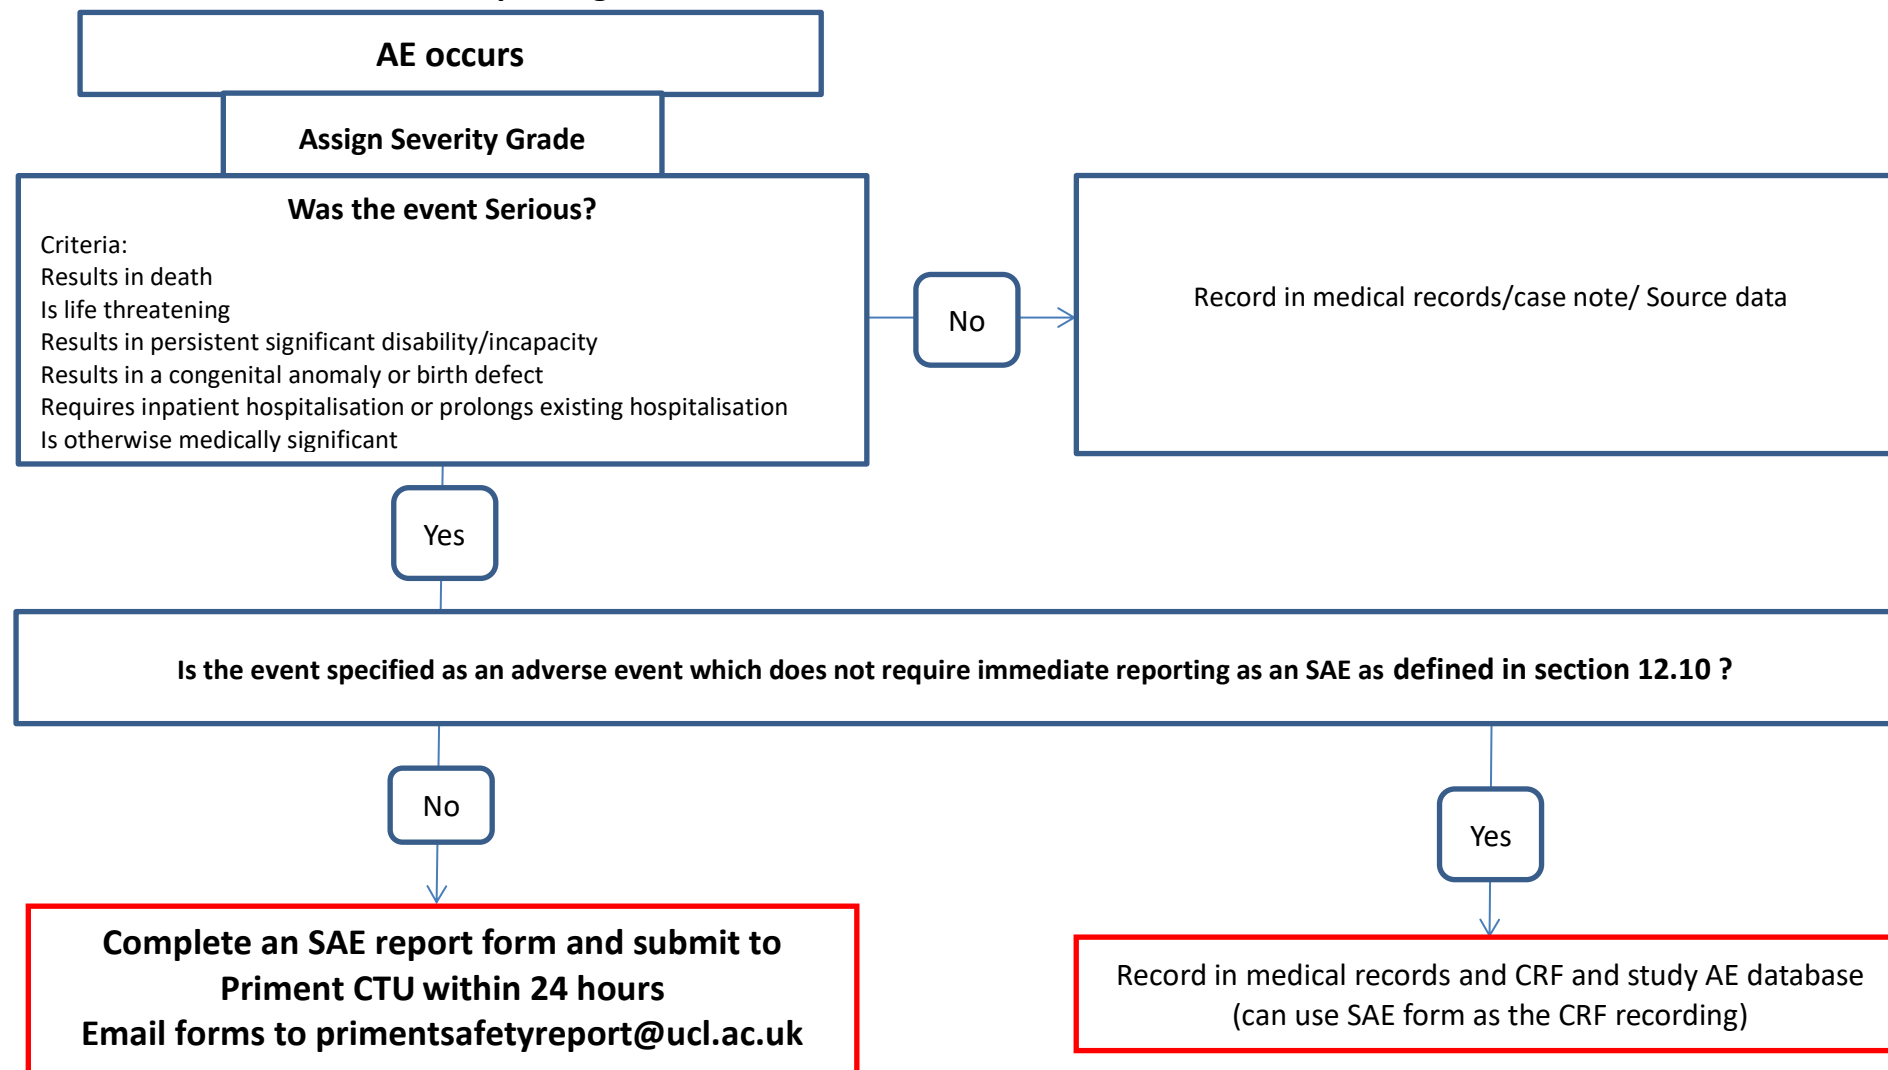 AE occurs
Assign Severity Grade
Was the event Serious?
Criteria:
Results in death
Is life threatening
Results in persistent significant disability/incapacity
Results in a congenital anomaly or birth defect
Requires inpatient hospitalisation or prolongs existing hospitalisation
Is otherwise medically significant
No
Record in medical records/case note/ Source data
Yes
Is the event specified as an adverse event which does not require immediate reporting as an SAE as defined in section 12.10 ?
No
Yes
Complete an SAE report form and submit to
Priment CTU within 24 hours
Email forms to primentsafetyreport@ucl.ac.uk
Record in medical records and CRF and study AE database
(can use SAE form as the CRF recording)